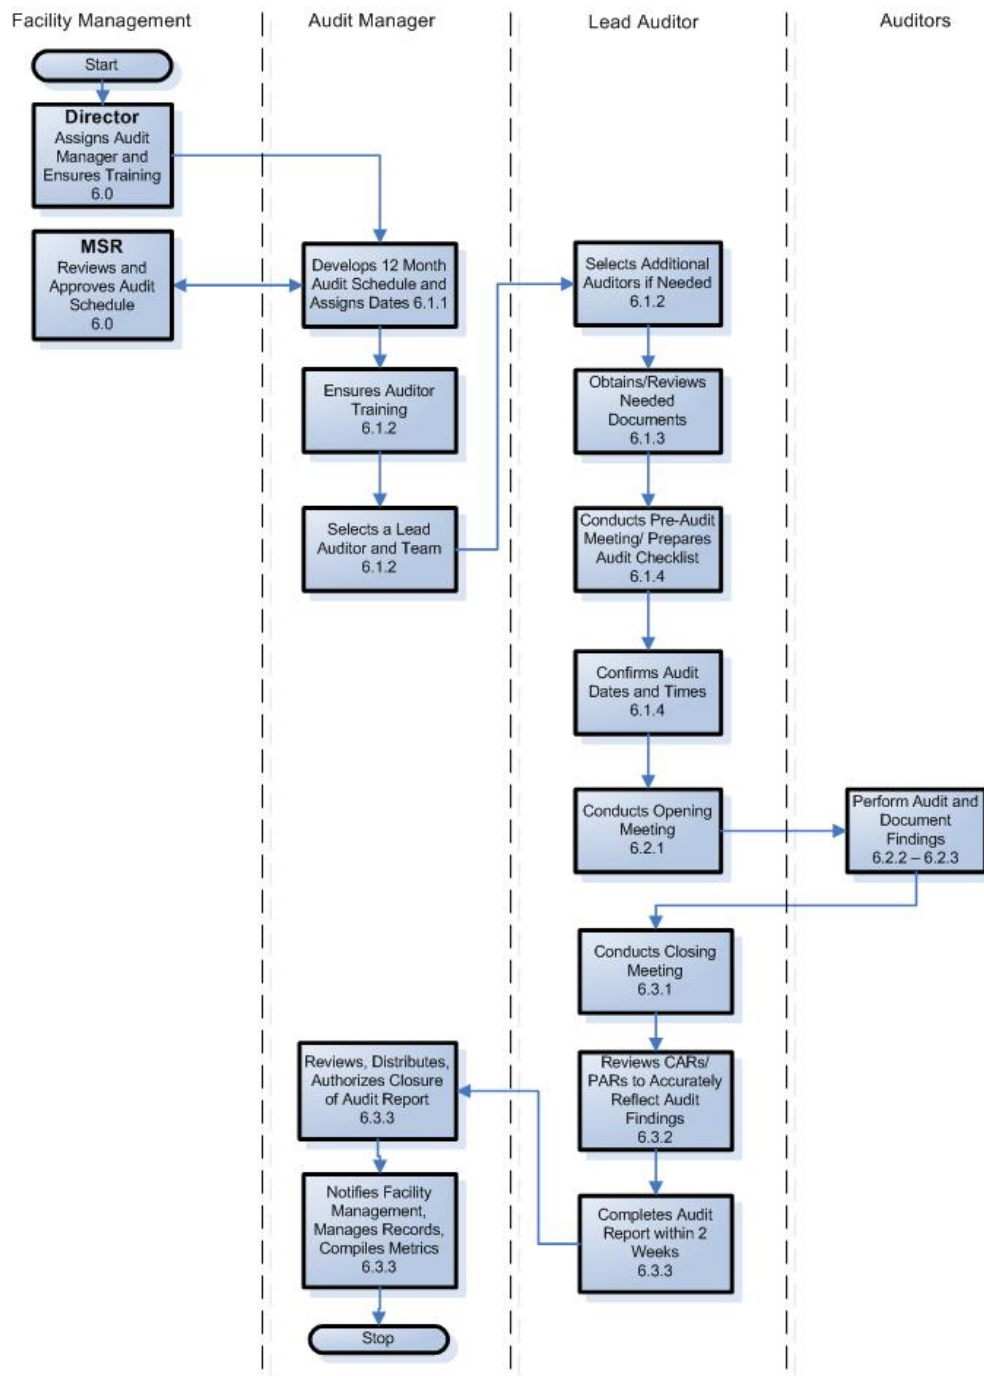 Facility Management
Audit Manager
Lead Auditor
Auditors
Start
Director
Assigns Audit
Manager and
Ensures Training
6.0
MSR
Reviews and
Approves Audit
Schedule
6.0
Develops 12 Month
Audit Schedule and
Assigns Dates 6.1.1
Ensures Auditor
Training
6.1.2
Selects a Lead
Auditor and Team
6.1.2
Selects Additional
Auditors if Needed
6.1.2
Obtains/Reviews
Needed
Documents
6.1.3
Conducts Pre-Audit
Meeting/ Prepares
Audit Checklist
6.1.4
Confirms Audit
Dates and Times
6.1.4
Conducts Opening
Meeting
6.2.1
Perform Audit and
Document
Findings
6.2.2 – 6.2.3
Conducts Closing
Meeting
6.3.1
Reviews CARs/
PARs to Accurately
Reflect Audit
Findings
6.3.2
Completes Audit
Report within 2
Weeks
6.3.3
Reviews, Distributes,
Authorizes Closure
of Audit Report
6.3.3
Notifies Facility
Management,
Manages Records,
Compiles Metrics
6.3.3
Stop